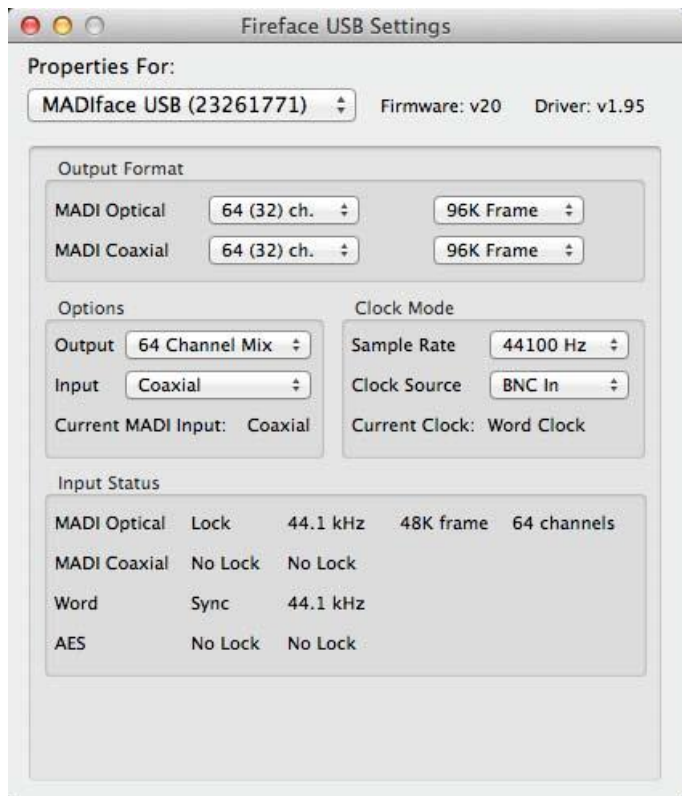 Fireface USB Settings
Properties For:
MADIface USB (23261771) Firmware: v20 Driver: v1.95
Output Format
MADI Optical 64 (32) ch. 96K Frame
MADI Coaxial 64 (32) ch. 96K Frame
Options
Output 64 Channel Mix
Input Coaxial
Current MADI Input: Coaxial
Clock Mode
Sample Rate 44100 Hz
Clock Source BNC In
Current Clock: Word Clock
Input Status
MADI Optical Lock 44.1 kHz 48K frame 64 channels
MADI Coaxial No Lock No Lock
Word Sync 44.1 kHz
AES No Lock No Lock